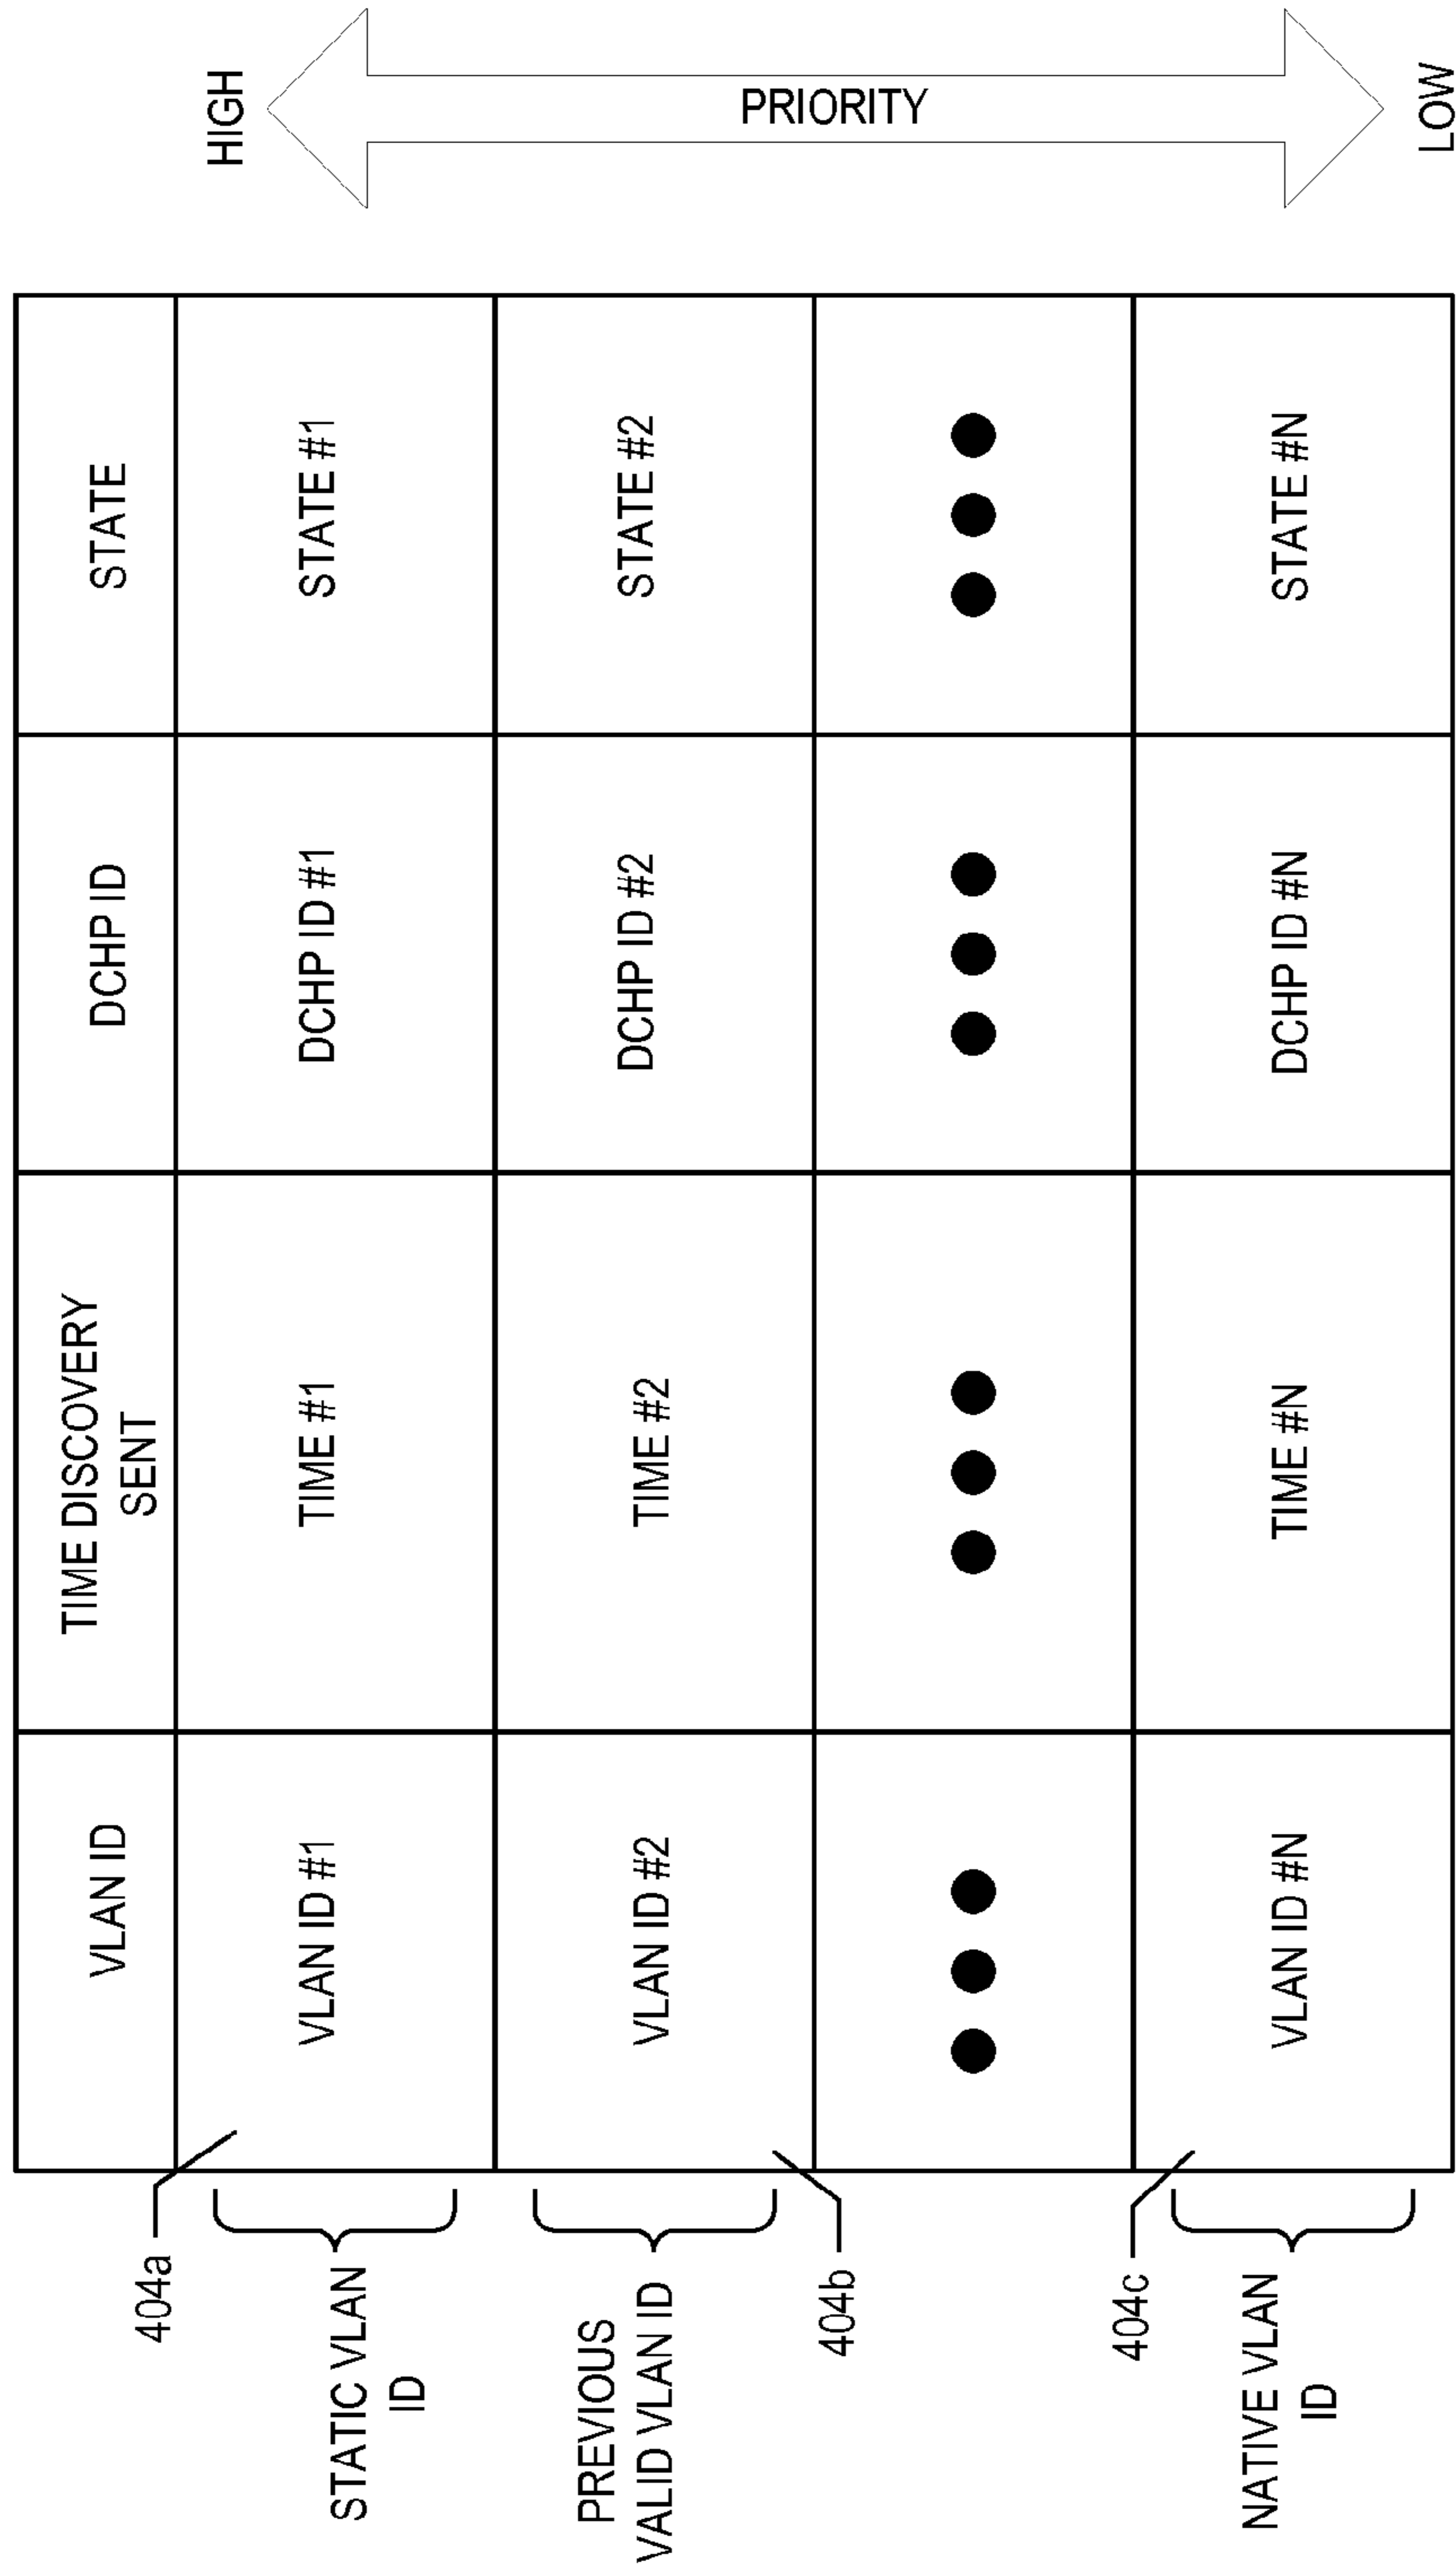 VLAN ID
TIME DISCOVERY
SENT
DCHP ID
STATE
HIGH
404a
STATIC VLAN
ID
VLAN ID #1
TIME #1
DCHP ID #1
STATE #1
PREVIOUS
VALID VLAN ID
VLAN ID #2
TIME #2
DCHP ID #2
STATE #2
PRIORITY
404b
404c
NATIVE VLAN
ID
VLAN ID #N
TIME #N
DCHP ID #N
STATE #N
LOW